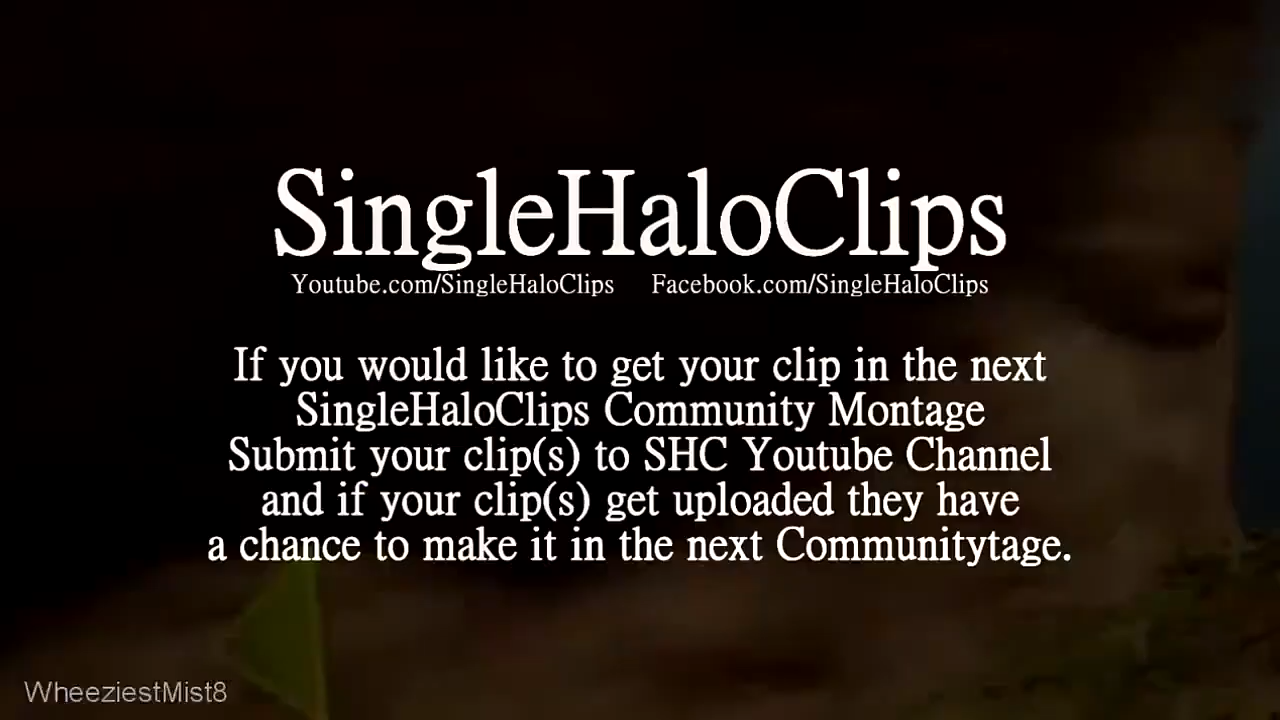 SingleHaloClips
Youtube.com/SingleHaloClips Facebook.com/SingleHaloClips
If you would like to get your clip in the next
SingleHaloClips Community Montage
Submit your clip(s) to SHC Youtube Channel
and if your clip(s) get uploaded they have
a chance to make it in the next Communitytage.
WheeziestMist8